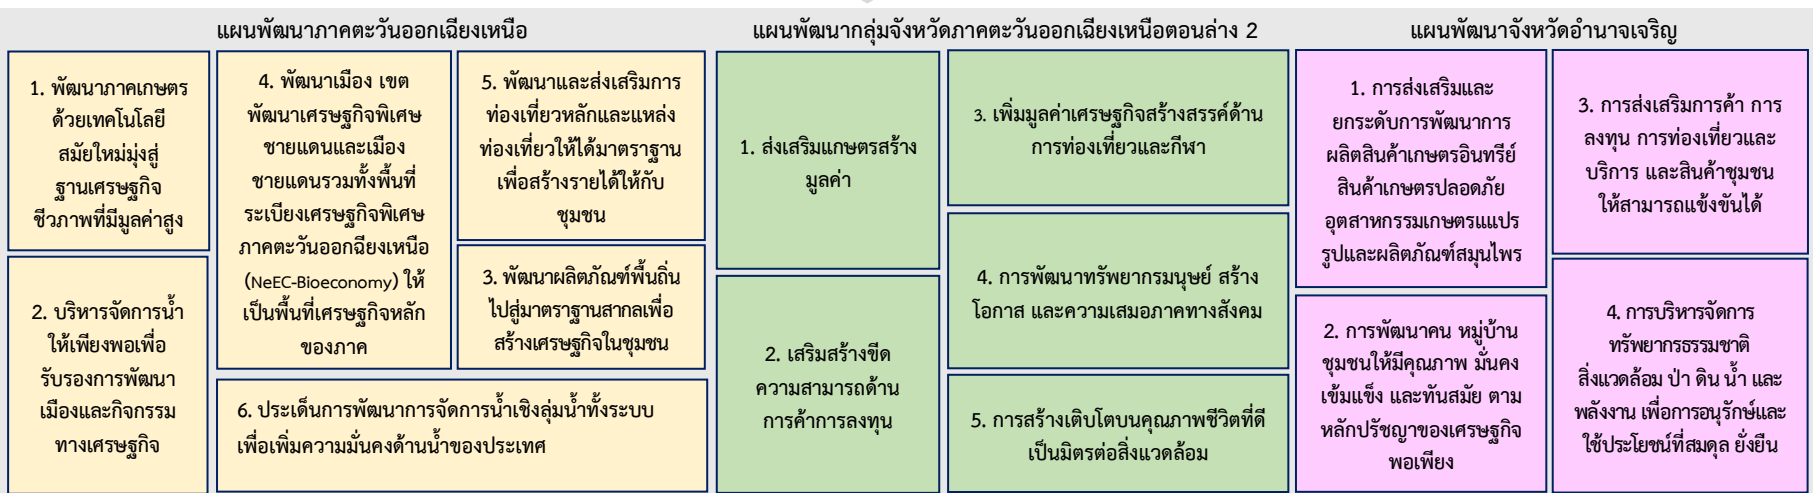 แผนพัฒนาภาคตะวันออกเฉียงเหนือ
1. พัฒนาภาคเกษตร
ด้วยเทคโนโลยี
สมัยใหม่มุ่งสู่
ฐานเศรษฐกิจ
ชีวภาพที่มีมูลค่าสูง
2. บริหารจัดการน้ำ
ให้เพียงพอเพื่อ
รับรองการพัฒนา
เมืองและกิจกรรม
ทางเศรษฐกิจ
4. พัฒนาเมือง เขต
พัฒนาเศรษฐกิจพิเศษ
ชายแดนและเมือง
ชายแดนรวมทั้งพื้นที่
ระเบียงเศรษฐกิจพิเศษ
ภาคตะวันออกฉียงเหนือ
(NeEC-Bioeconomy) ให้
เป็นพื้นที่เศรษฐกิจหลัก
ของภาค
5. พัฒนาและส่งเสริมการ
ท่องเที่ยวหลักและแหล่ง
ท่องเที่ยวให้ได้มาตราฐาน
เพื่อสร้างรายได้ให้กับ
ชุมชน
3. พัฒนาผลิตภัณฑ์พื้นถิ่น
ไปสู่มาตราฐานสากลเพื่อ
สร้างเศรษฐกิจในชุมชน
6. ประเด็นการพัฒนาการจัดการน้ำเชิงลุ่มน้ำทั้งระบบ
เพื่อเพิ่มความมั่นคงด้านน้ำของประเทศ
แผนพัฒนากลุ่มจังหวัดภาคตะวันออกเฉียงเหนือตอนล่าง 2
1. ส่งเสริมแกษตรสร้าง
มูลค่า
2. เสริมสร้างขีด
ความสามารถด้าน
การค้าการลงทุน
3. เพิ่มมูลค่าเศรษฐกิจสร้างสรรค์ด้าน
การท่องเที่ยวและกีฬา
4. การพัฒนาทรัพยากรมนุษย์ สร้าง
โอกาส และความเสมอภาคทางสังคม
5. การสร้างเติบโตบนคุณภาพชีวิตที่ดี
เป็นมิตรต่อสิ่งแวดล้อม
แผนพัฒนาจังหวัดอำนาจเจริญ
1. การส่งเสริมและ
ยกระดับการพัฒนาการ
ผลิตสินค้าเกษตรอินทรีย์
สินค้าเกษตรปลอดภัย
อุตสาหกรรมเกษตรแแปร
รูปและผลิตภัณฑ์สมุนไพร
2. การพัฒนาคน หมู่บ้าน
ชุมชนให้มีคุณภาพ มั่นคง
เข้มแข็ง และทันสมัย ตาม
หลักปรัชญาของเศรษฐกิจ
พอเพียง
3. การส่งเสริมการค้า การ
ลงทุน การท่องเที่ยวและ
บริการ และสินค้าชุมชน
ให้สามารถแข้งขันได้
4. การบริหารจัดการ
ทรัพยากรธรรมชาติ
สิ่งแวดล้อม ป่า ดิน น้ำ และ
พลังงาน เพื่อการอนุรักษ์และ
ใช้ประโยชน์ที่สมดุล ยั่งยืน